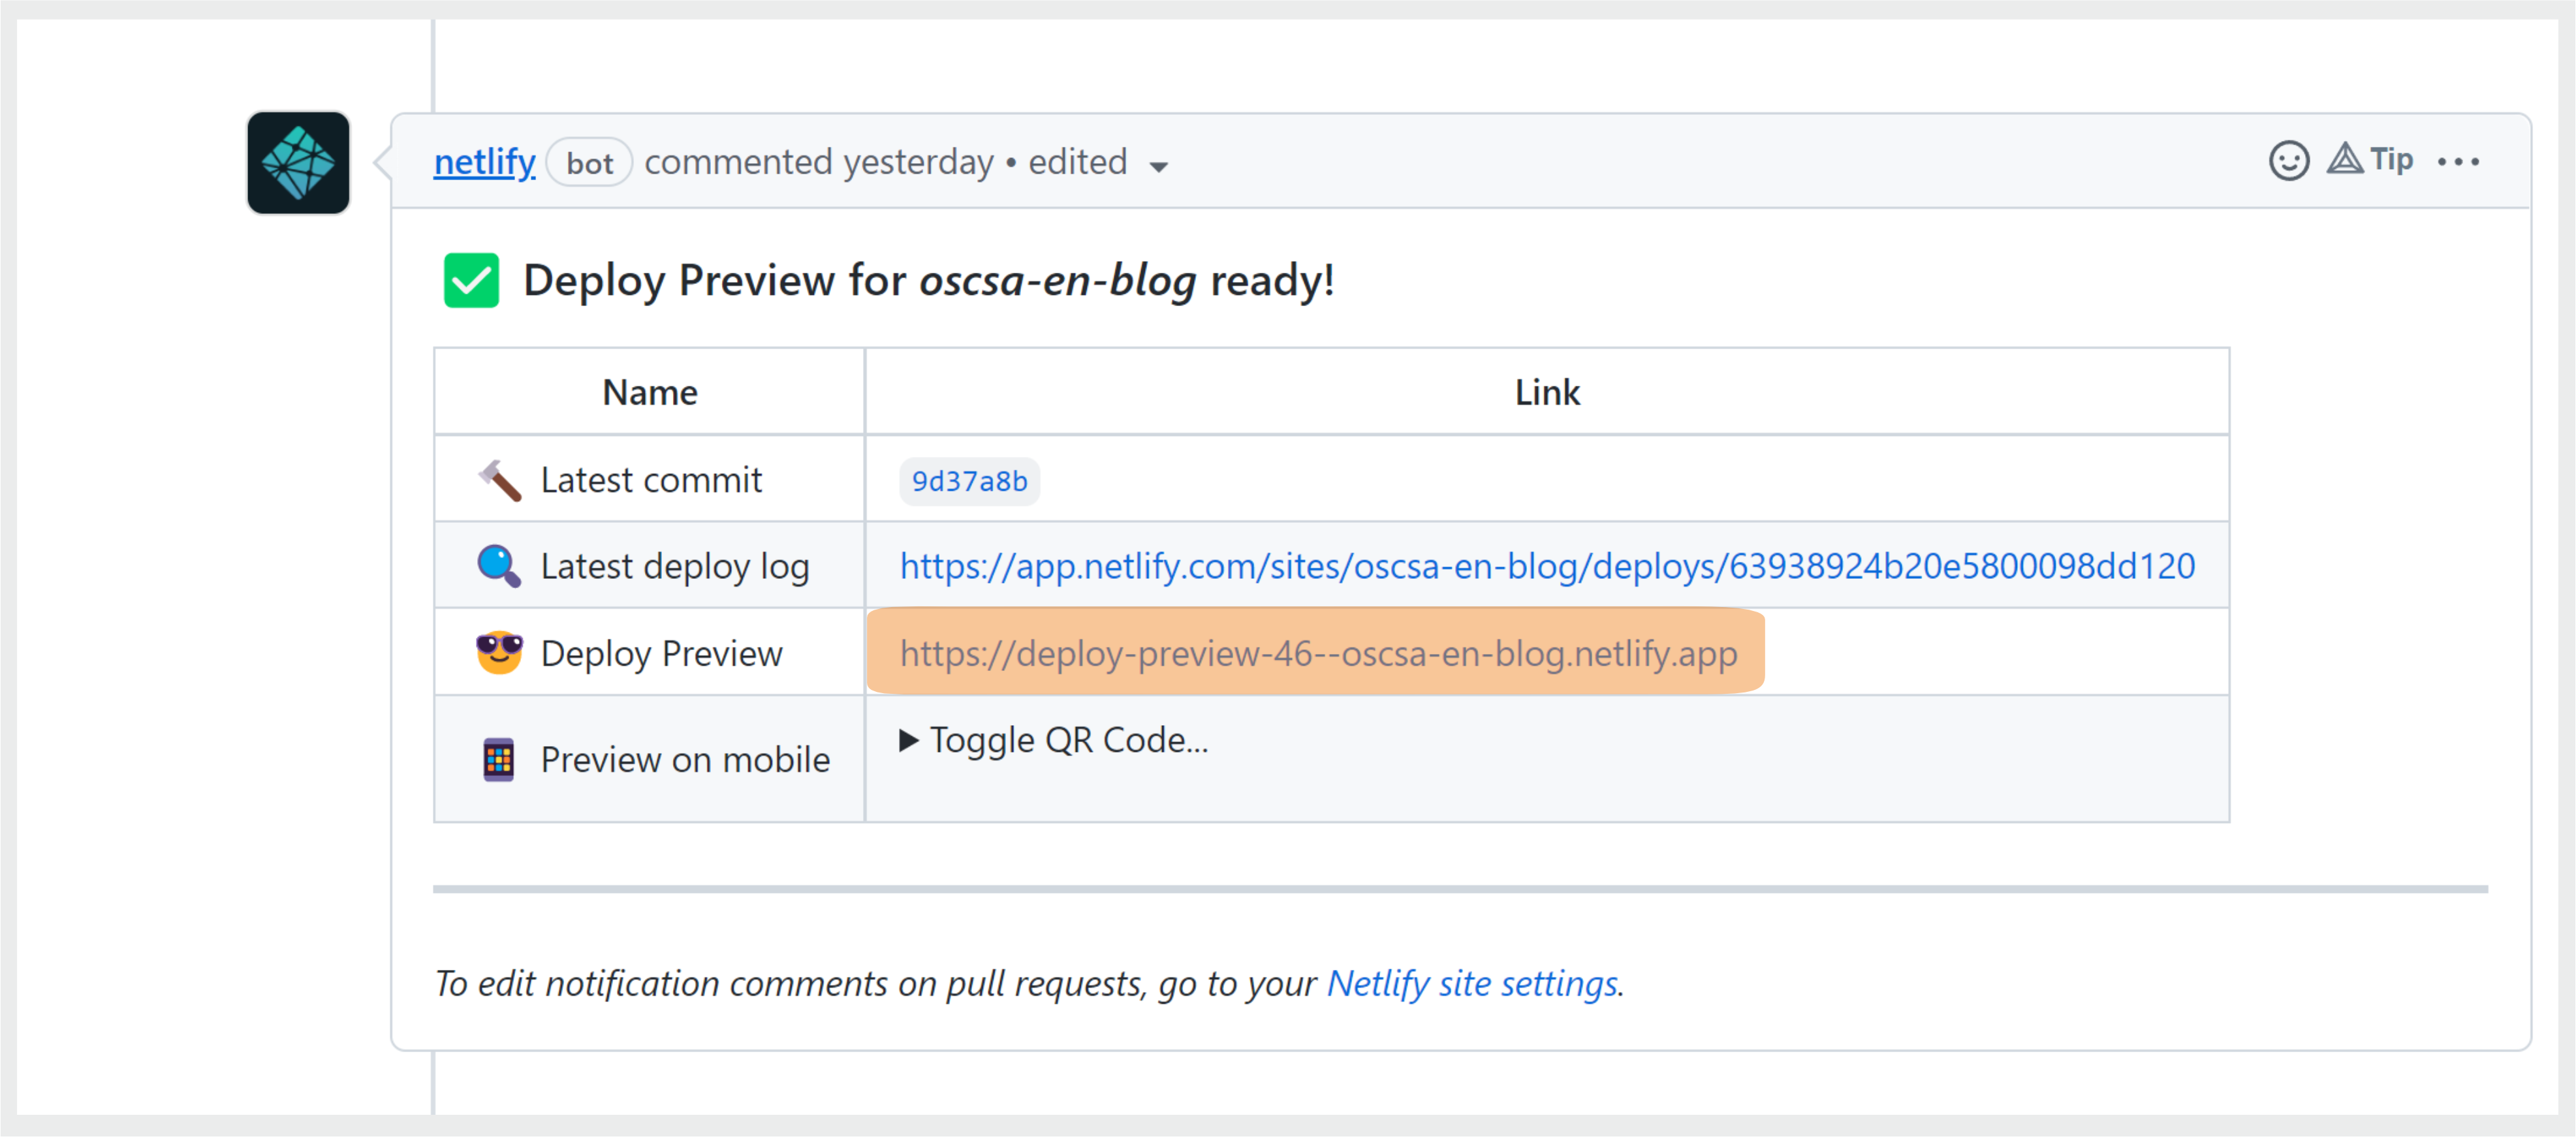 netlify bot commented yesterday • edited Tip
Deploy Preview for oscsa-en-blog ready!
Name Link
Latest commit 9d37a8b
Latest deploy log https://app.netlify.com/sites/oscsa-en-blog/deploys/63938924b20e5800098dd120
Deploy Preview https://deploy-preview-46--oscsa-en-blog.netlify.app
Preview on mobile Toggle QR Code...
To edit notification comments on pull requests, go to your Netlify site settings.